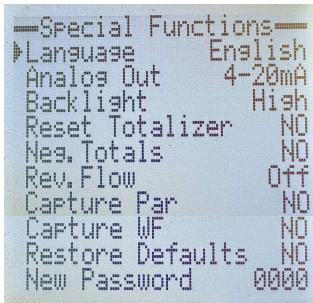 Special Functions
Language English
Analog Out 4-20mA
Backlight High
Reset Totalizer NO
Neg. Totals NO
Rev. Flow Off
Capture Par NO
Capture WF NO
Restore Defaults NO
New Password 0000